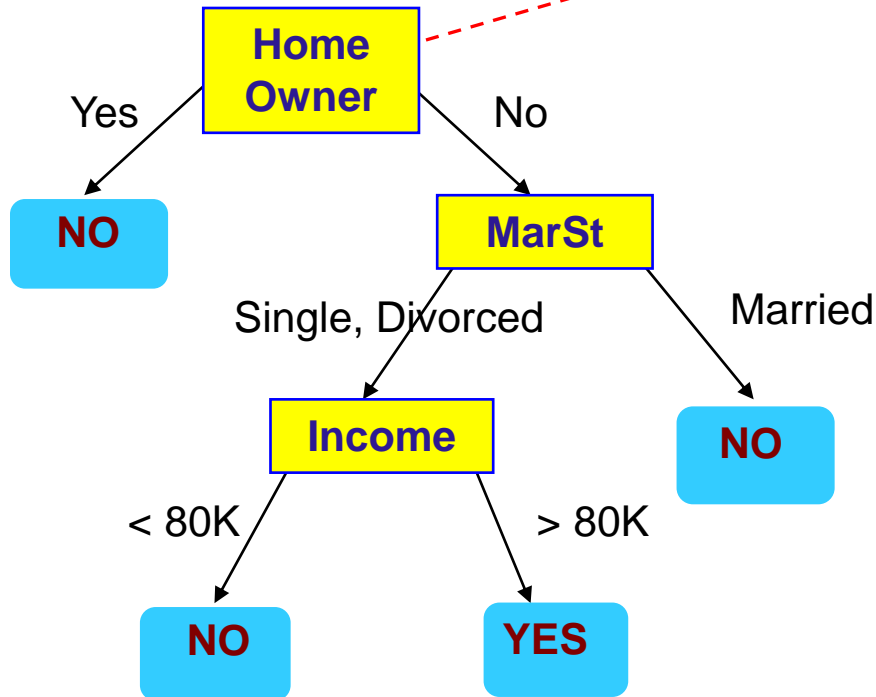 Home
Owner
Yes
No
NO
MarSt
Single, Divorced
Married
Income
NO
< 80K
> 80K
NO
YES